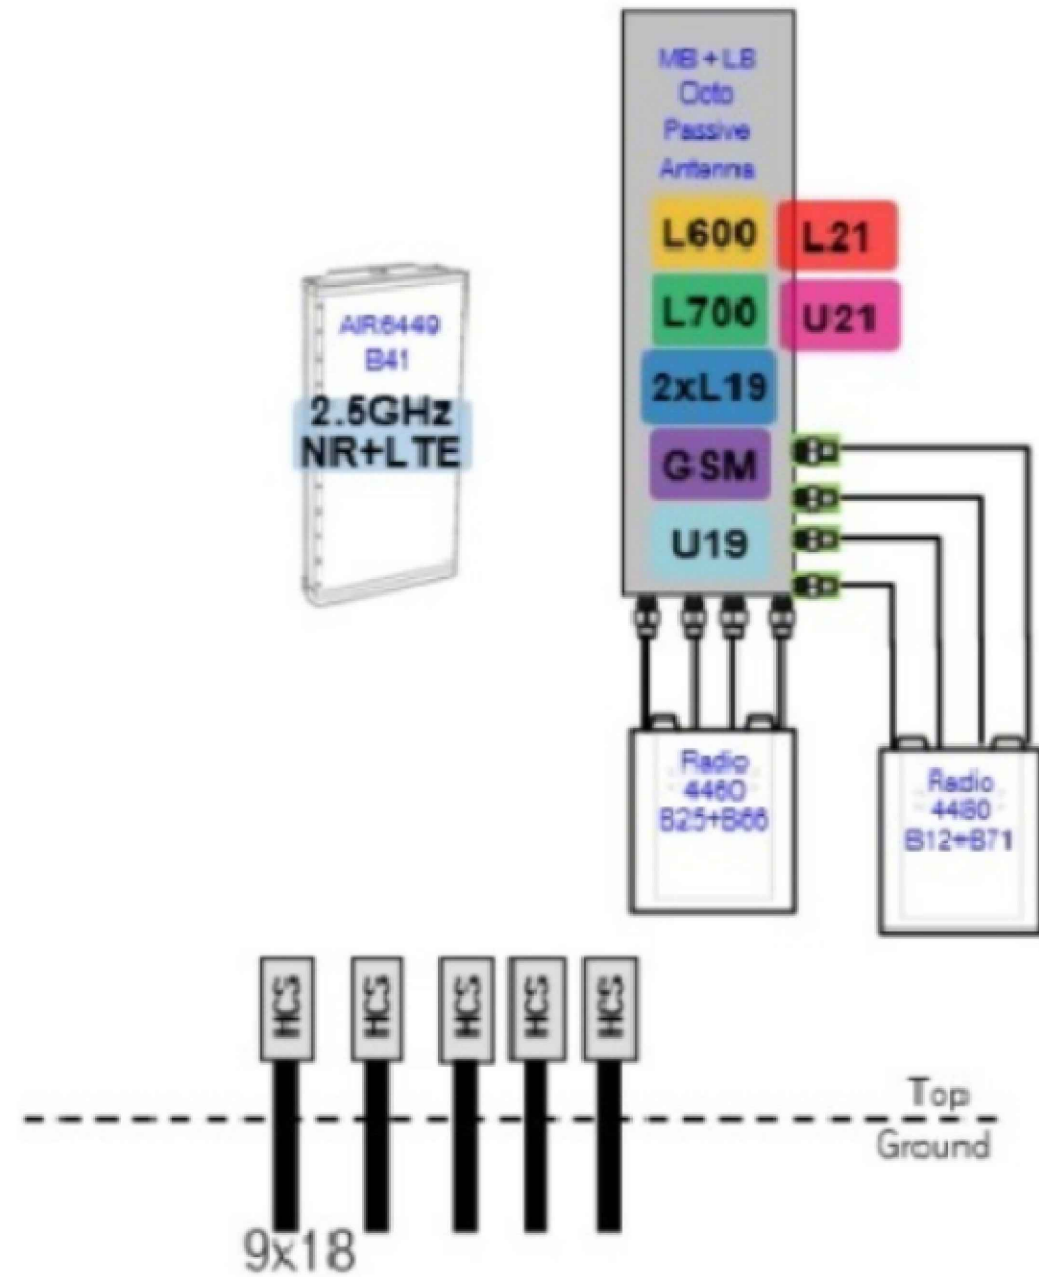 MB + LB
Octo
Passive
Antenna
L600
L21
L700
U21
2xL19
GSM
U19
AIR6449
B41
2.5GHz
NR+LTE
Radio
4460
B25+B66
Radio
4480
B12+B71
HCS
HCS
HCS
HCS
HCS
Top
Ground
9x18